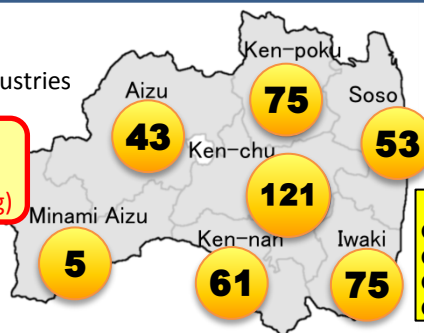 ustries
g)
Ken-poku
75
Aizu
43
Soso
53
Ken-chu
121
Minami Aizu
5
Ken-nan
61
Iwaki
75